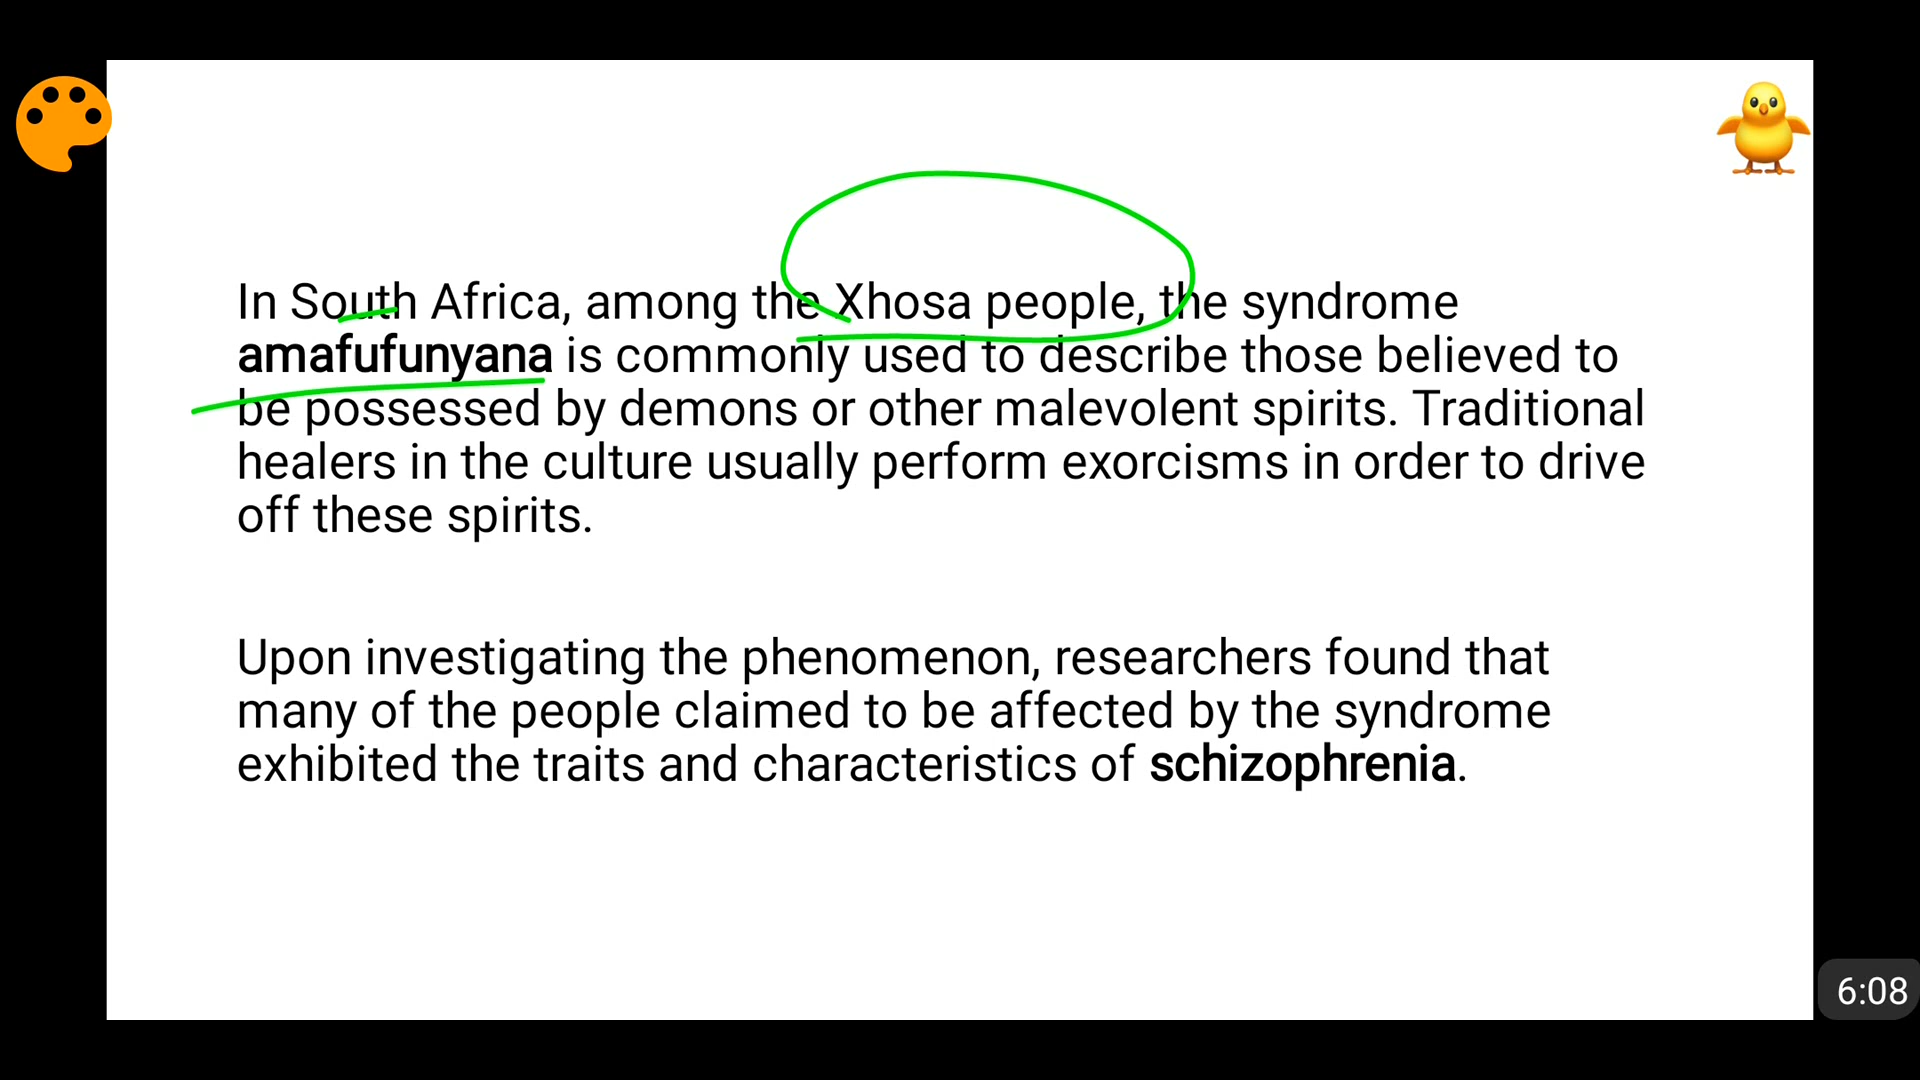 In South Africa, among the Xhosa people, the syndrome
amafufunyana is commonly used to describe those believed to
be possessed by demons or other malevolent spirits. Traditional
healers in the culture usually perform exorcisms in order to drive
off these spirits.
Upon investigating the phenomenon, researchers found that
many of the people claimed to be affected by the syndrome
exhibited the traits and characteristics of schizophrenia.
6:08